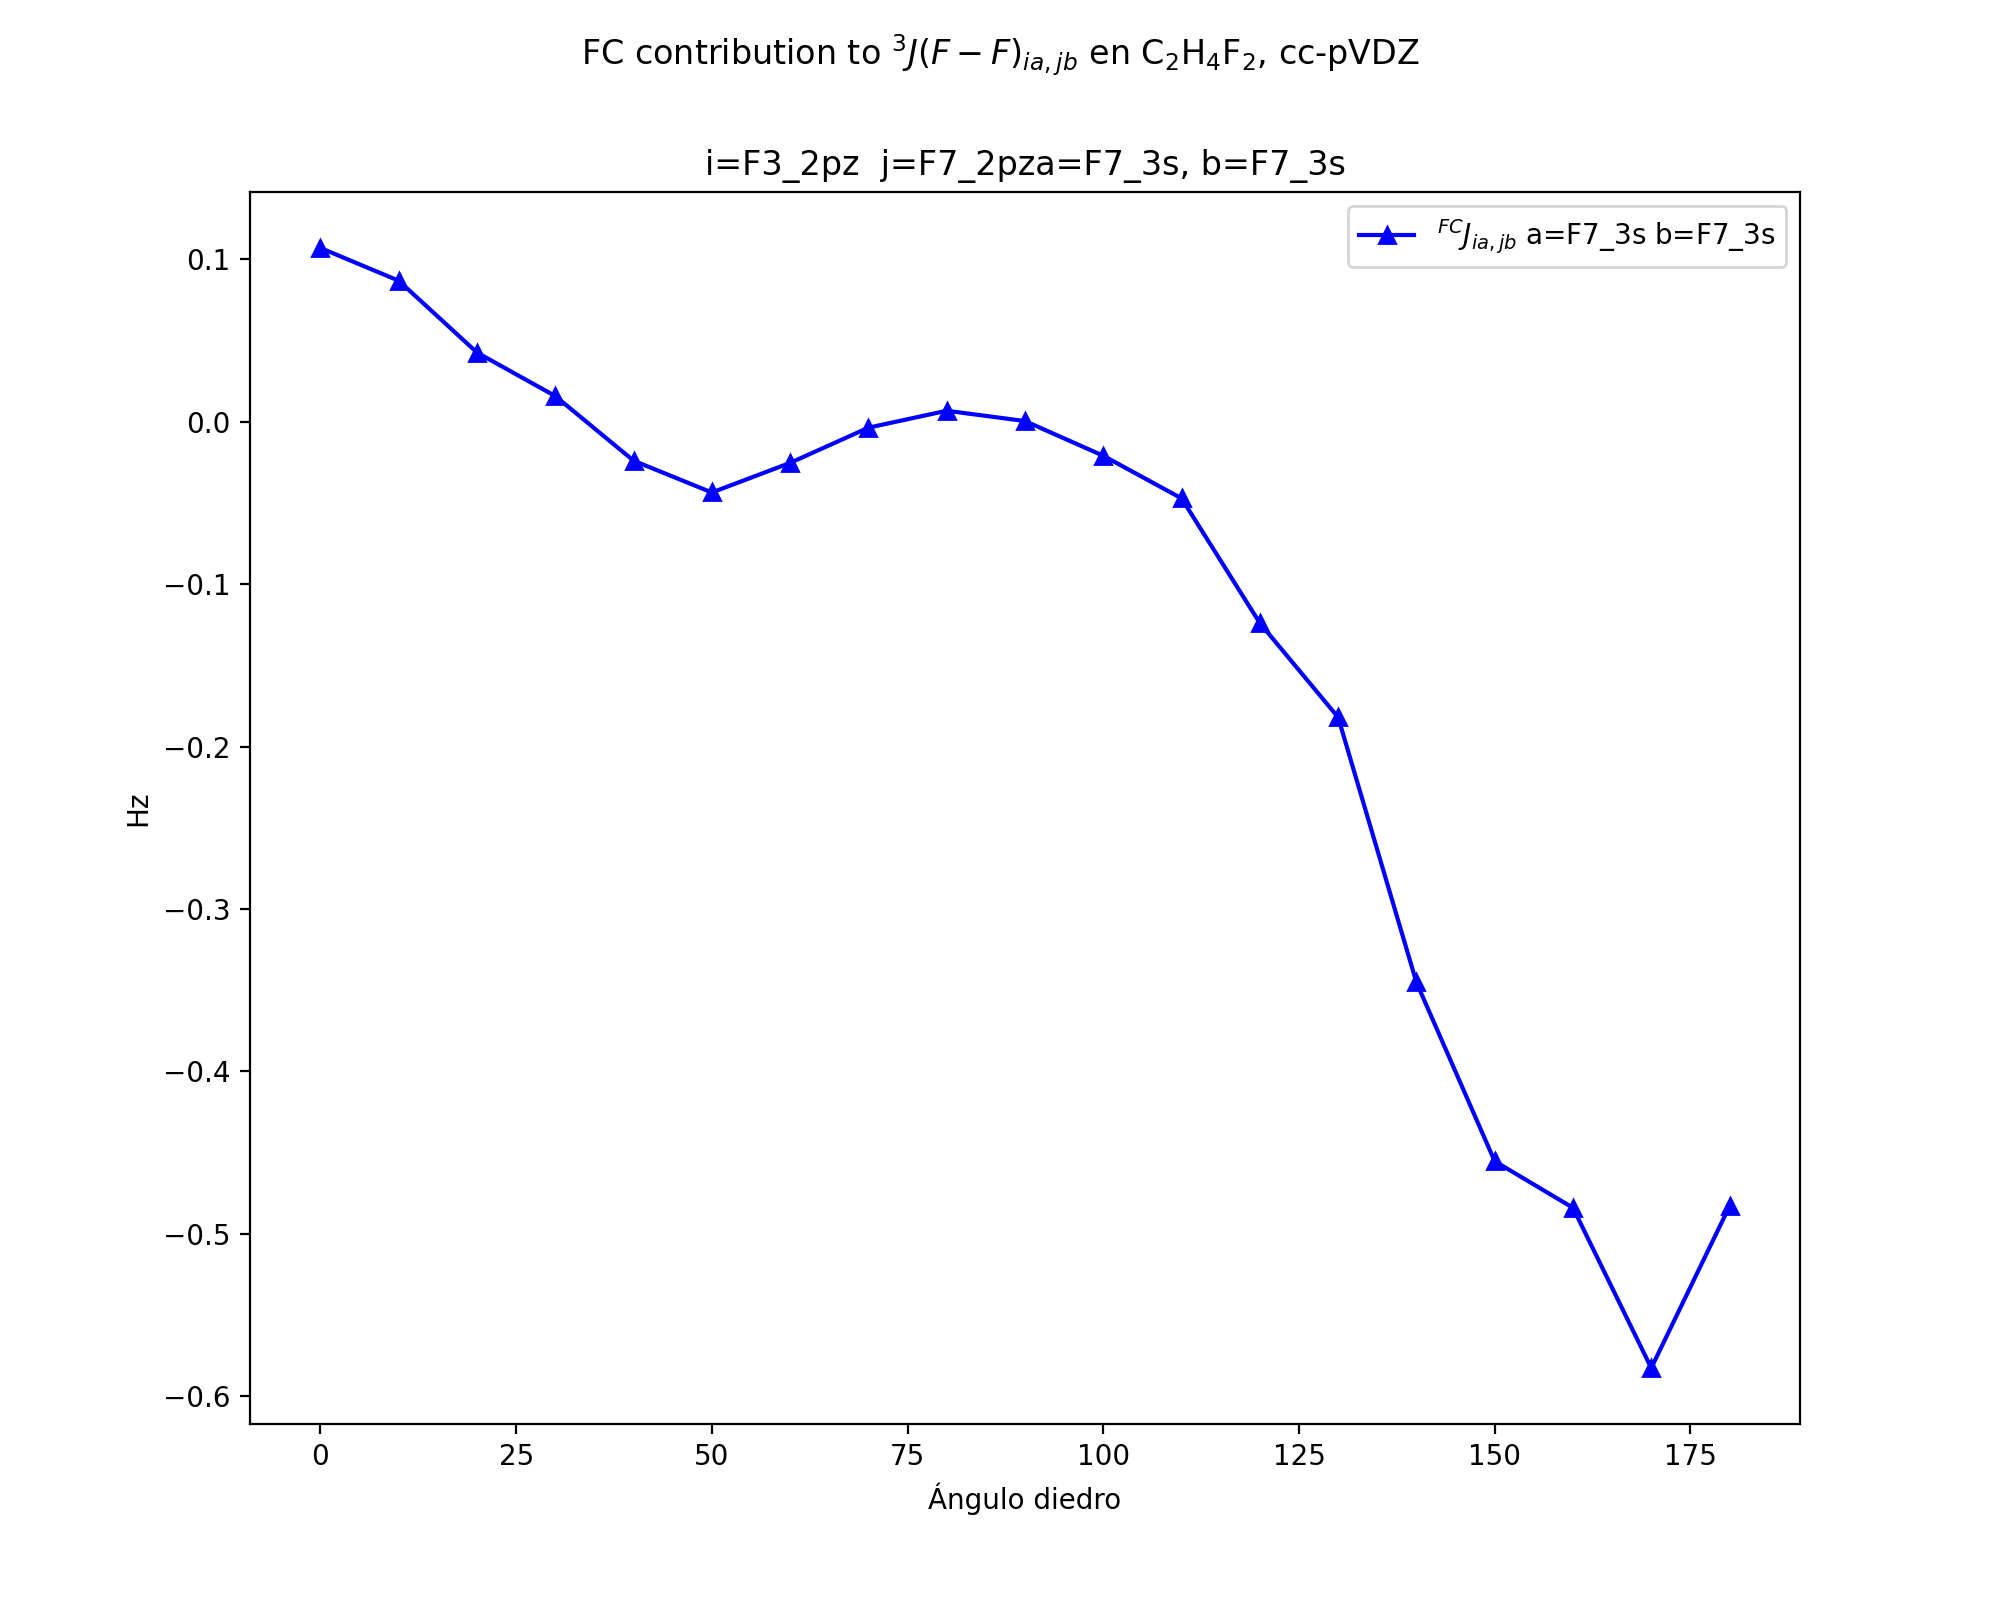 FC contribution to ³J(F − F)ᵢₐ,ⱼb en C₂H₄F₂, cc-pVDZ
i=F3_2pz  j=F7_2pza=F7_3s, b=F7_3s
ᶠᶜJᵢₐ,ⱼb a=F7_3s b=F7_3s
0.1
0.0
−0.1
−0.2
−0.3
−0.4
−0.5
−0.6
Hz
0 25 50 75 100 125 150 175
Ángulo diedro